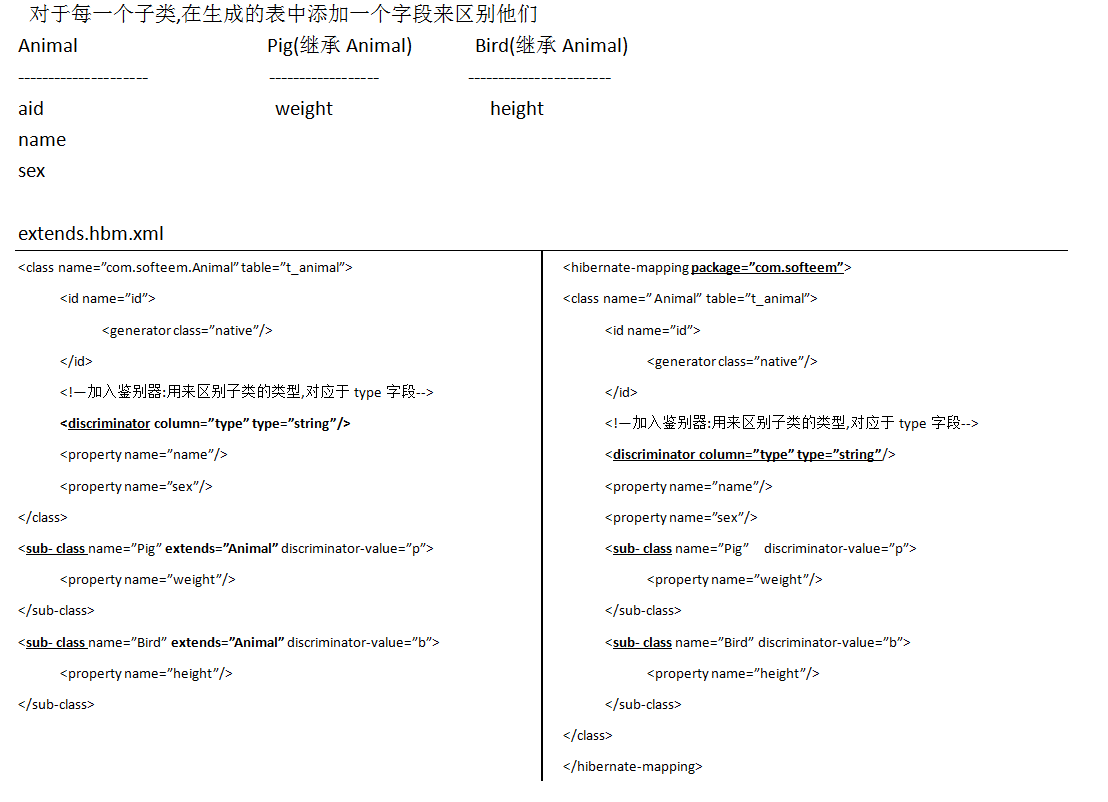 对于每一个子类,在生成的表中添加一个字段来区别他们
Animal Pig(继承 Animal) Bird(继承 Animal)
---------------------- ------------------- ------------------------
aid weight height
name
sex
extends.hbm.xml
<class name=”com.softeem.Animal” table=”t_animal”>
<id name=”id”>
<generator class=”native”/>
</id>
<!—加入鉴别器:用来区别子类的类型,对应于 type 字段-->
<discriminator column=”type” type=”string”/>
<property name=”name”/>
<property name=”sex”/>
</class>
<sub- class name=”Pig” extends=”Animal” discriminator-value=”p”>
<property name=”weight”/>
</sub-class>
<sub- class name=”Bird” extends=”Animal” discriminator-value=”b”>
<property name=”height”/>
</sub-class>
<hibernate-mapping package=”com.softeem”>
<class name=” Animal” table=”t_animal”>
<id name=”id”>
<generator class=”native”/>
</id>
<!—加入鉴别器:用来区别子类的类型,对应于 type 字段-->
<discriminator column=”type” type=”string”/>
<property name=”name”/>
<property name=”sex”/>
<sub- class name=”Pig” discriminator-value=”p”>
<property name=”weight”/>
</sub-class>
<sub- class name=”Bird” discriminator-value=”b”>
<property name=”height”/>
</sub-class>
</class>
</hibernate-mapping>